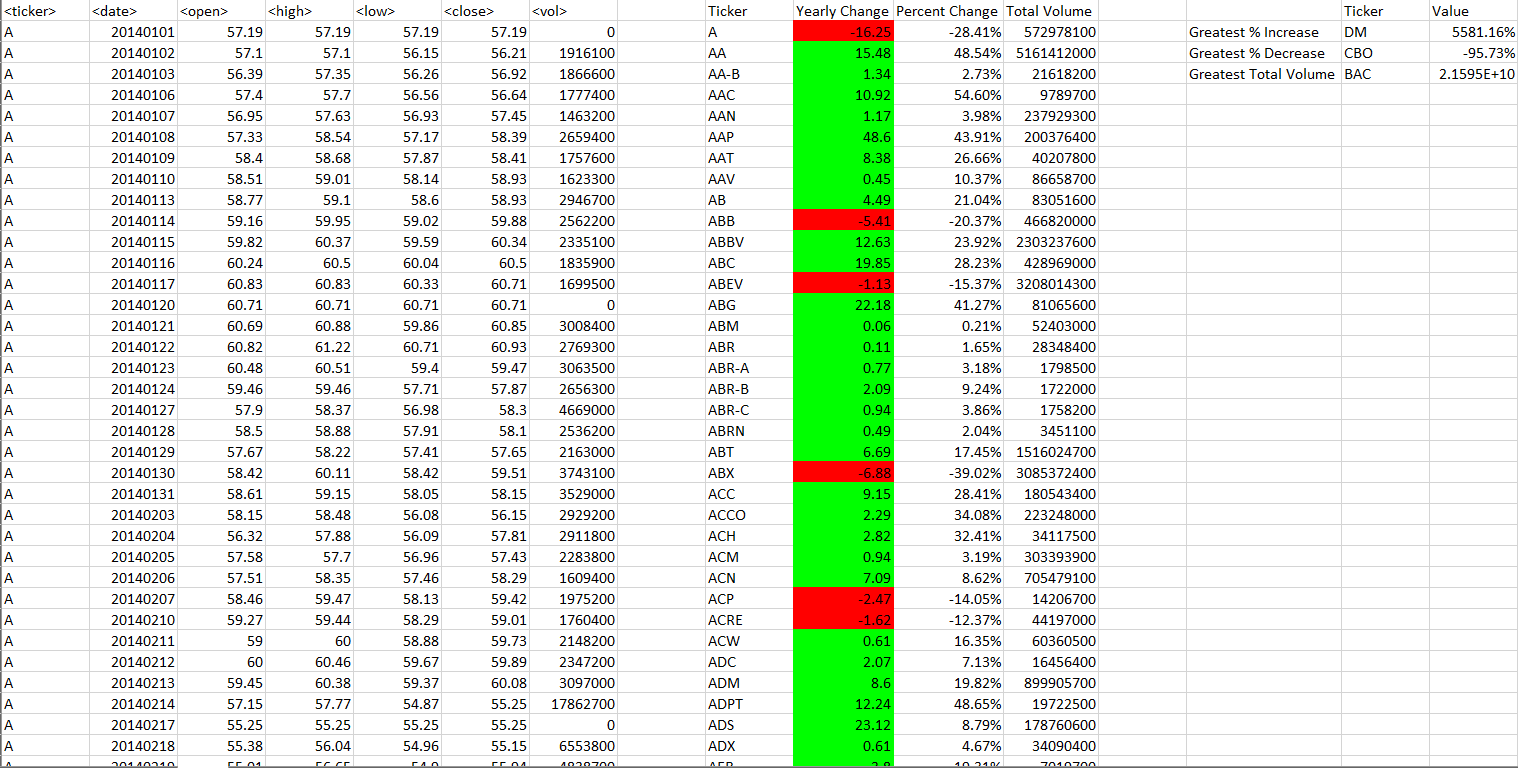 <ticker> <date> <open> <high> <low> <close> <vol> Ticker Yearly Change Percent Change Total Volume Ticker Value
A 20140101 57.19 57.19 57.19 57.19 0 A -16.25 -28.41% 572978100 Greatest % Increase DM 5581.16%
A 20140102 57.1 57.1 56.15 56.21 1916100 AA 15.48 48.54% 5161412000 Greatest % Decrease CBO -95.73%
A 20140103 56.39 57.35 56.26 56.92 1866600 AA-B 1.34 2.73% 21618200 Greatest Total Volume BAC 2.1595E+10
A 20140106 57.4 57.7 56.56 56.64 1777400 AAC 10.92 54.60% 9789700
A 20140107 56.95 57.63 56.93 57.45 1463200 AAN 1.17 3.98% 237929300
A 20140108 57.33 58.54 57.17 58.39 2659400 AAP 48.6 43.91% 200376400
A 20140109 58.4 58.68 57.87 58.41 1757600 AAT 8.38 26.66% 40207800
A 20140110 58.51 59.01 58.14 58.93 1623300 AAV 0.45 10.37% 86658700
A 20140113 58.77 59.1 58.6 58.93 2946700 AB 4.49 21.04% 83051600
A 20140114 59.16 59.95 59.02 59.88 2562200 ABB -5.41 -20.37% 466820000
A 20140115 59.82 60.37 59.59 60.34 2335100 ABBV 12.63 23.92% 2303237600
A 20140116 60.24 60.5 60.04 60.5 1835900 ABC 19.85 28.23% 428969000
A 20140117 60.83 60.83 60.33 60.71 1699500 ABEV -1.13 -15.37% 3208014300
A 20140120 60.71 60.71 60.71 60.71 0 ABG 22.18 41.27% 81065600
A 20140121 60.69 60.88 59.86 60.85 3008400 ABM 0.06 0.21% 52403000
A 20140122 60.82 61.22 60.71 60.93 2769300 ABR 0.11 1.65% 28348400
A 20140123 60.48 60.51 59.4 59.47 3063500 ABR-A 0.77 3.18% 1798500
A 20140124 59.46 59.46 57.71 57.87 2656300 ABR-B 2.09 9.24% 1722000
A 20140127 57.9 58.37 56.98 58.3 4669000 ABR-C 0.94 3.86% 1758200
A 20140128 58.5 58.88 57.91 58.1 2536200 ABRN 0.49 2.04% 3451100
A 20140129 57.67 58.22 57.41 57.65 2163000 ABT 6.69 17.45% 1516024700
A 20140130 58.42 60.11 58.42 59.51 3743100 ABX -6.88 -39.02% 3085372400
A 20140131 58.61 59.15 58.05 58.15 3529000 ACC 9.15 28.41% 180543400
A 20140203 58.15 58.48 56.08 56.15 2929200 ACCO 2.29 34.08% 223248000
A 20140204 56.32 57.88 56.09 57.81 2911800 ACH 2.82 32.41% 34117500
A 20140205 57.58 57.7 56.96 57.43 2283800 ACM 0.94 3.19% 303393900
A 20140206 57.51 58.35 57.46 58.29 1609400 ACN 7.09 8.62% 705479100
A 20140207 58.46 59.47 58.13 59.42 1975200 ACP -2.47 -14.05% 14206700
A 20140210 59.27 59.44 58.29 59.01 1760400 ACRE -1.62 -12.37% 44197000
A 20140211 59 60 58.88 59.73 2148200 ACW 0.61 16.35% 60360500
A 20140212 60 60.46 59.67 59.89 2347200 ADC 2.07 7.13% 16456400
A 20140213 59.45 60.38 59.37 60.08 3097000 ADM 8.6 19.82% 899905700
A 20140214 57.15 57.77 54.87 55.25 17862700 ADPT 12.24 48.65% 19722500
A 20140217 55.25 55.25 55.25 55.25 0 ADS 23.12 8.79% 178760600
A 20140218 55.38 56.04 54.96 55.15 6553800 ADX 0.61 4.67% 34090400